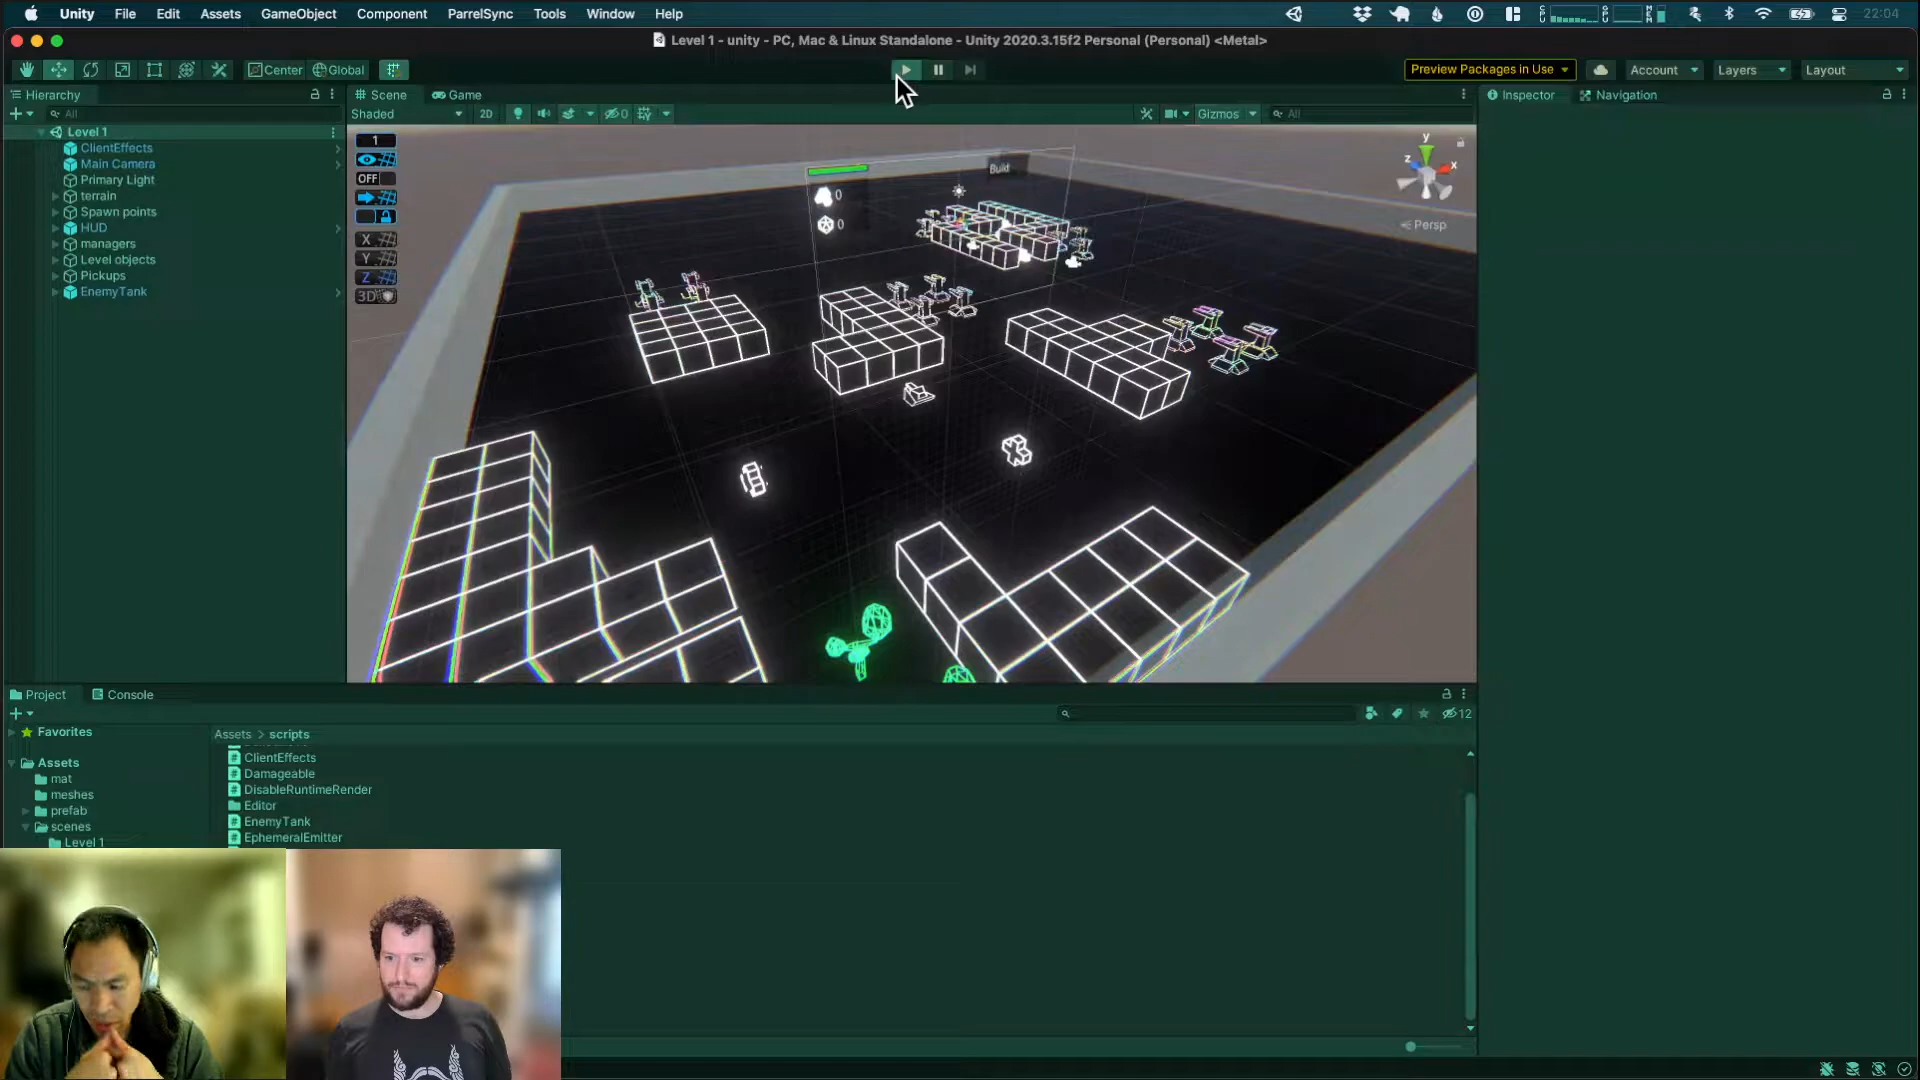 Unity File Edit Assets GameObject Component ParrelSync Tools Window Help 22:04
Level 1 - unity - PC, Mac & Linux Standalone - Unity 2020.3.15f2 Personal (Personal) <Metal>
Center Global Preview Packages in Use Account Layers Layout
Hierarchy Scene Game Inspector Navigation
All Shaded 2D 0 Gizmos All
Level 1
ClientEffects
Main Camera
Primary Light
terrain
Spawn points
HUD
managers
Level objects
Pickups
EnemyTank
1
OFF
X
Y
Z
3D
Build
0
0
y
z x
Persp
Project Console
12
Favorites
Assets
mat
meshes
prefab
scenes
Level 1
Assets > scripts
ClientEffects
Damageable
DisableRuntimeRender
Editor
EnemyTank
EphemeralEmitter